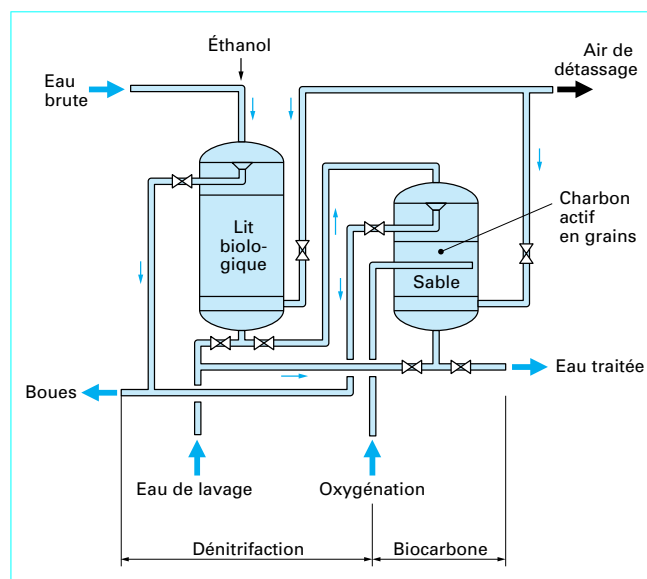 Éthanol
Eau
brute
Air de
détassage
Lit
biolo-
gique
Charbon
actif
en grains
Sable
Eau traitée
Boues
Eau de lavage
Oxygénation
Dénitrifaction
Biocarbone